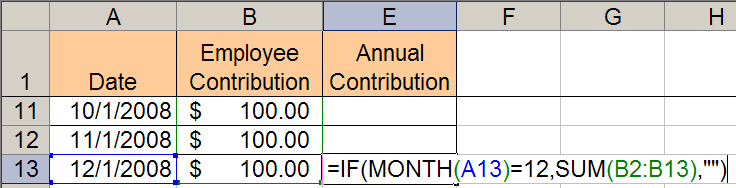 A B E F G H
Employee Annual
1 Date Contribution Contribution
11 10/1/2008 $ 100.00
12 11/1/2008 $ 100.00
13 12/1/2008 $ 100.00 =IF(MONTH(A13)=12,SUM(B2:B13),"")